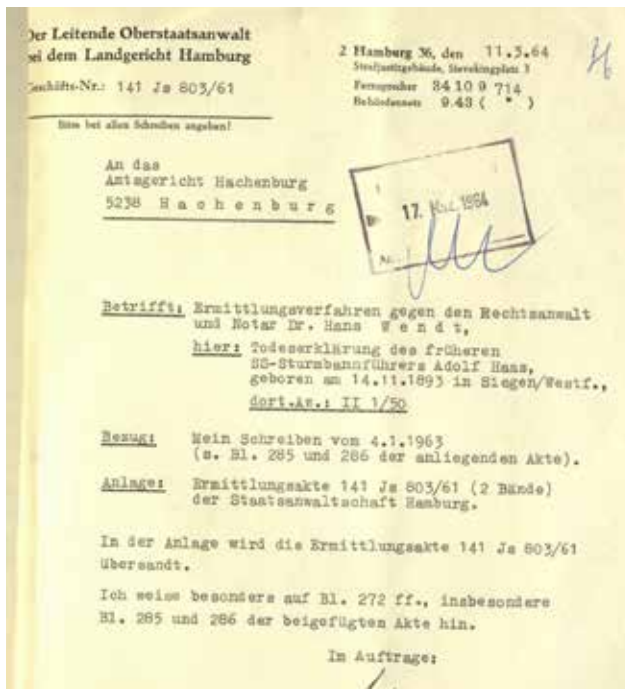 Der Leitende Oberstaatsanwalt
bei dem Landgericht Hamburg
Geschäfts-Nr.: 141 Js 803/61
Bitte bei allen Schreiben angeben!
2 Hamburg 36, den 11.3.64
Strafjustizgebäude, Sievekingplatz 3
Fernsprecher 34 10 9 714
Behördennetz 9.43 ( " )
An das
Amtsgericht Hachenburg
5238 Hachenburg
17. Mrz. 1964
Betrifft: Ermittlungsverfahren gegen den Rechtsanwalt
und Notar Dr. Hans Wendt,
hier: Todeserklärung des früheren
SS-Sturmbannführers Adolf Haas,
geboren am 14.11.1893 in Siegen/Westf.,
dort.Az.: II 1/50
Bezug: Mein Schreiben vom 4.1.1963
(s. Bl. 285 und 286 der anliegenden Akte).
Anlage: Ermittlungsakte 141 Js 803/61 (2 Bände)
der Staatsanwaltschaft Hamburg.
In der Anlage wird die Ermittlungsakte 141 Js 803/61
übersandt.
Ich weise besonders auf Bl. 272 ff., insbesondere
Bl. 285 und 286 der beigefügten Akte hin.
Im Auftrage: